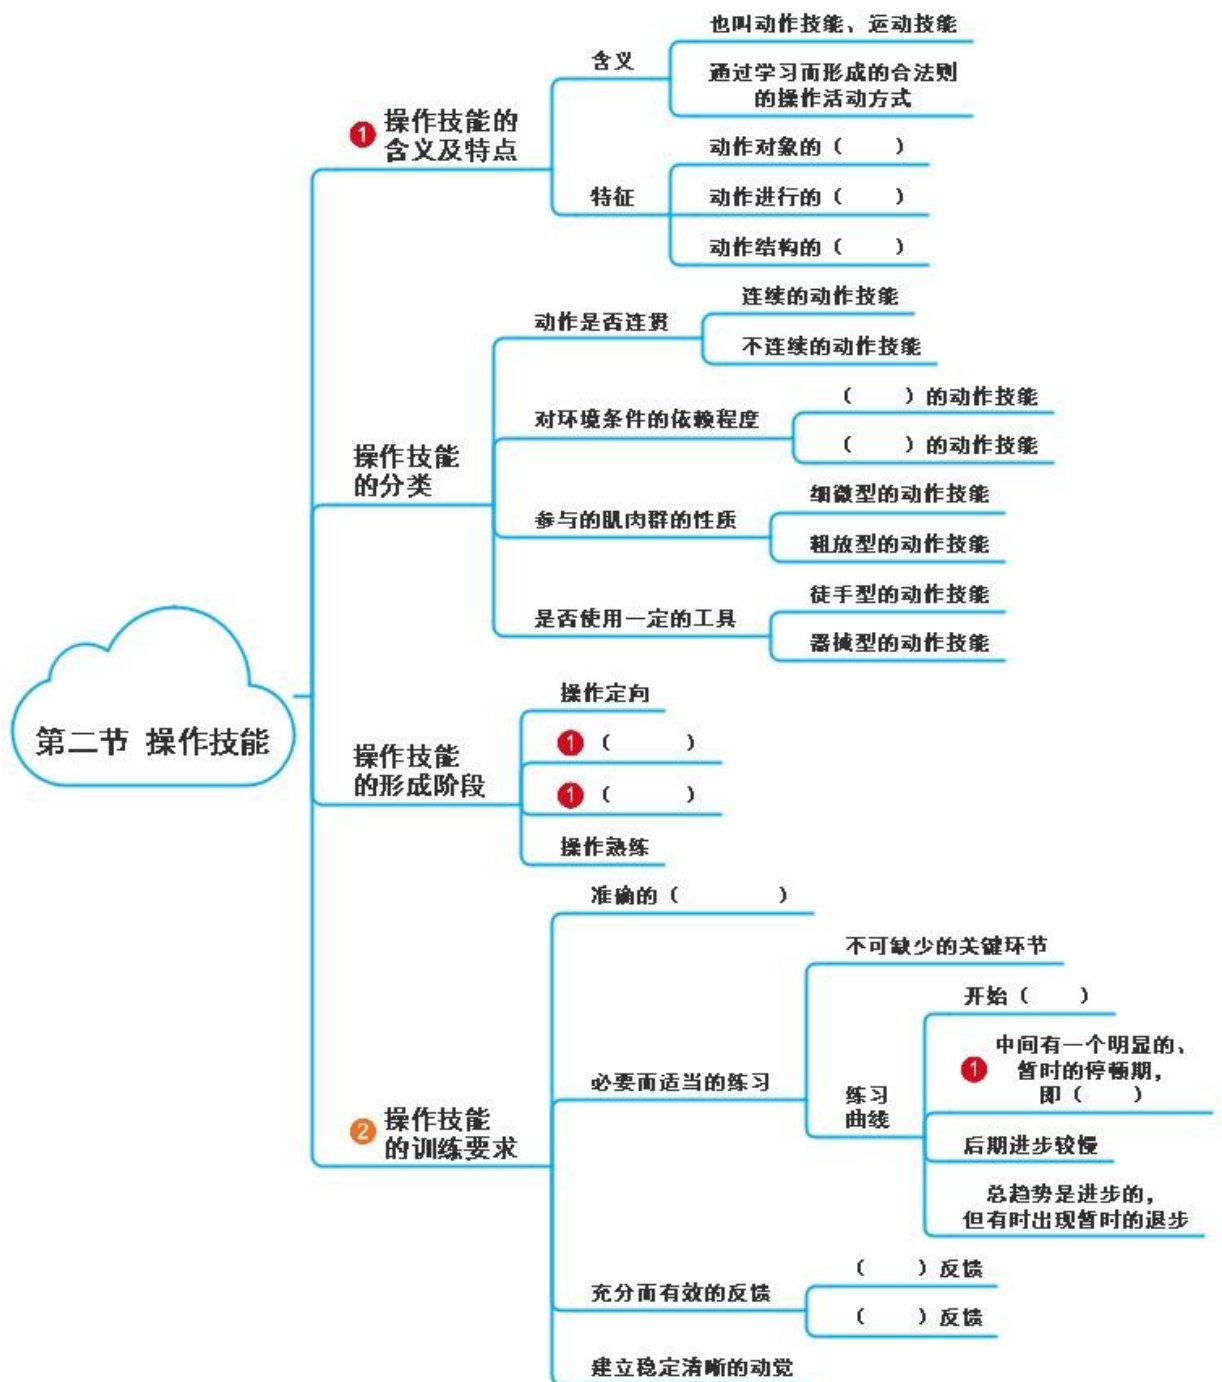 第二节 操作技能
1 操作技能的
含义及特点
含义
也叫动作技能、运动技能
通过学习而形成的合法则
的操作活动方式
特征
动作对象的（ ）
动作进行的（ ）
动作结构的（ ）
操作技能
的分类
动作是否连贯
连续的动作技能
不连续的动作技能
对环境条件的依赖程度
（ ）的动作技能
（ ）的动作技能
参与的肌肉群的性质
细微型的动作技能
粗放型的动作技能
是否使用一定的工具
徒手型的动作技能
器械型的动作技能
操作技能
的形成阶段
操作定向
1 （ ）
1 （ ）
操作熟练
2 操作技能
的训练要求
准确的（ ）
必要而适当的练习
不可缺少的关键环节
练习
曲线
开始（ ）
1 中间有一个明显的、
暂时的停顿期，
即（ ）
后期进步较慢
总趋势是进步的，
但有时出现暂时的退步
充分而有效的反馈
（ ）反馈
（ ）反馈
建立稳定清晰的动觉